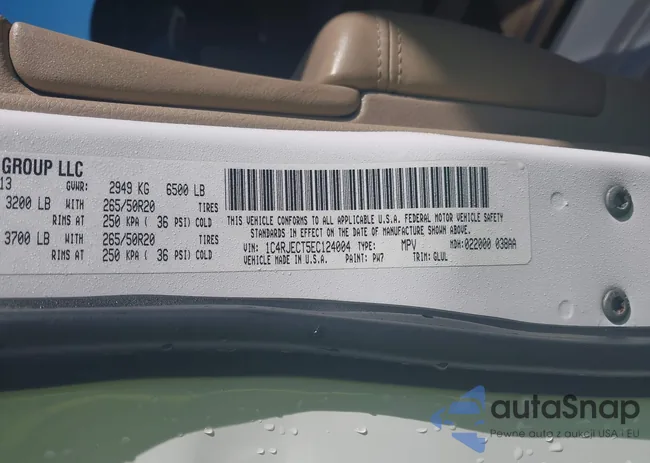 GROUP LLC
13 GVWR: 2949 KG 6500 LB
3200 LB WITH 265/50R20 TIRES
RIMS AT 250 KPA ( 36 PSI) COLD
3700 LB WITH 265/50R20 TIRES
RIMS AT 250 KPA ( 36 PSI) COLD
THIS VEHICLE CONFORMS TO ALL APPLICABLE U.S.A. FEDERAL MOTOR VEHICLE SAFETY
STANDARDS IN EFFECT ON THE DATE OF MANUFACTURE SHOWN ABOVE.
VIN: 1C4RJECT5EC124004 TYPE: MPV MDH:022000 038AA
VEHICLE MADE IN U.S.A. PAINT: PW7 TRIM: GLUL
autaSnap
Pewne auta z aukcji USA i EU